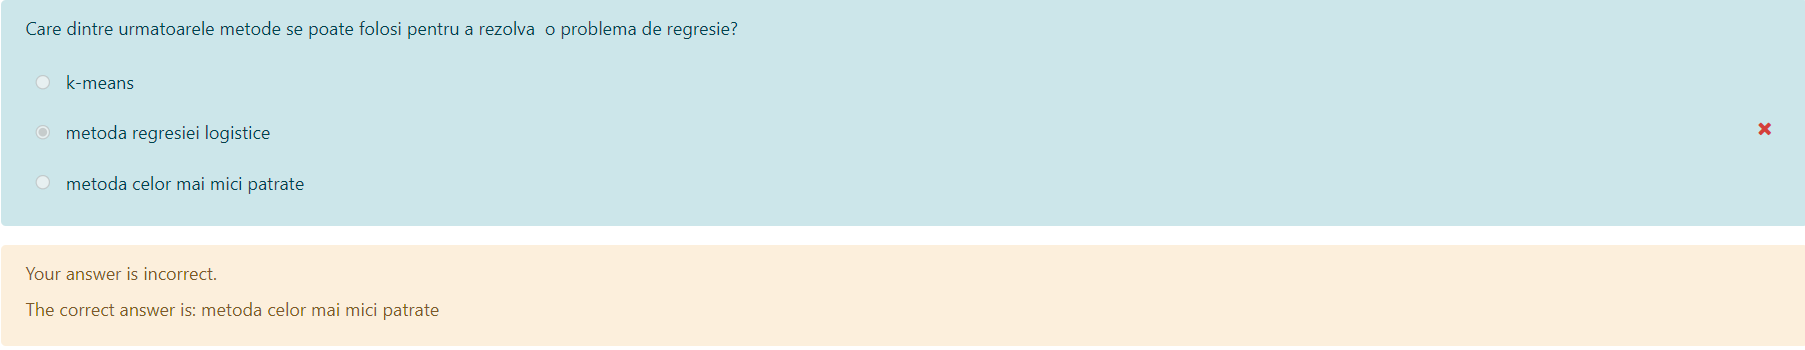 Care dintre urmatoarele metode se poate folosi pentru a rezolva  o problema de regresie?
k-means
metoda regresiei logistice
metoda celor mai mici patrate
Your answer is incorrect.
The correct answer is: metoda celor mai mici patrate